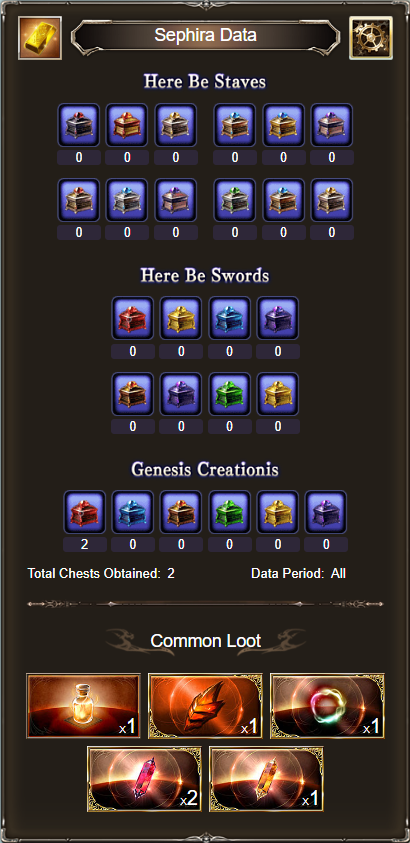 Sephira Data
Here Be Staves
0 0 0 0 0 0
0 0 0 0 0 0
Here Be Swords
0 0 0 0
0 0 0 0
Genesis Creationis
2 0 0 0 0 0
Total Chests Obtained: 2 Data Period: All
Common Loot
x1 x1 x1
x2 x1